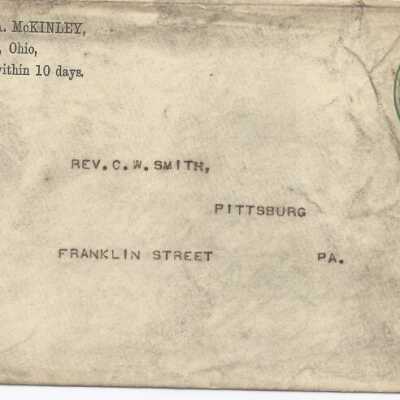 A. McKINLEY,
, Ohio,
within 10 days.
REV. C. W. SMITH,
PITTSBURG
FRANKLIN STREET PA.